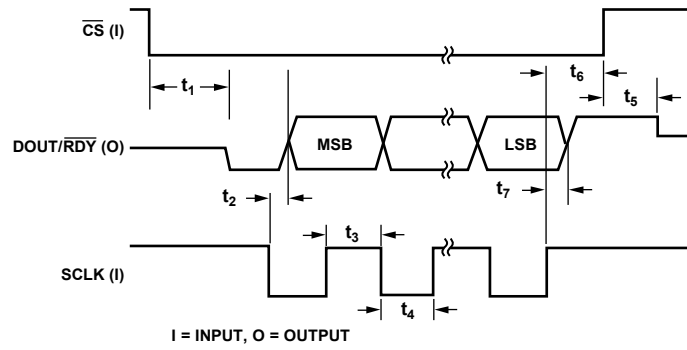 CS (I)
t1
t6
t5
DOUT/RDY (O)
MSB
LSB
t2
t7
t3
t4
SCLK (I)
I = INPUT, O = OUTPUT